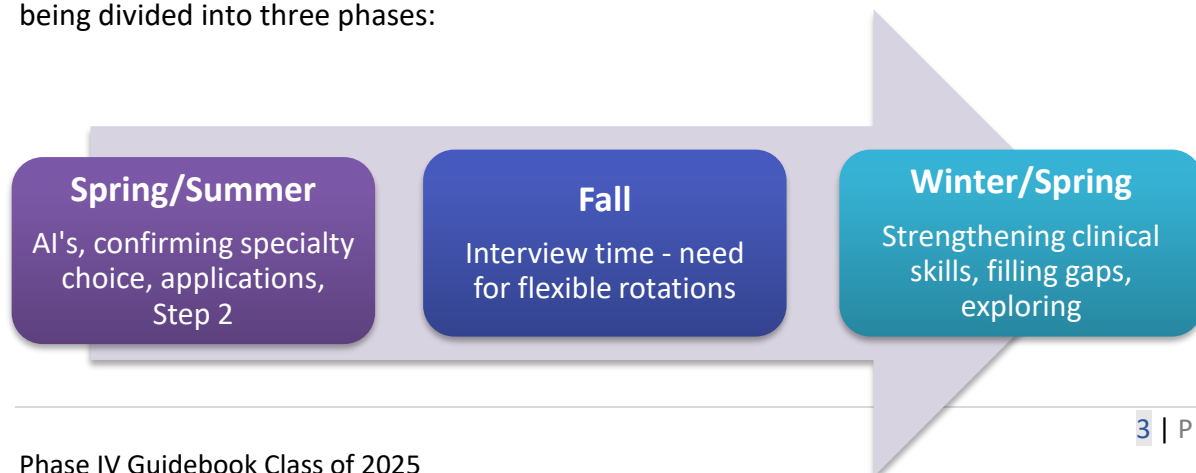 being divided into three phases:
Spring/Summer
AI's, confirming specialty
choice, applications,
Step 2
Fall
Interview time - need
for flexible rotations
Winter/Spring
Strengthening clinical
skills, filling gaps,
exploring
3 | P
Phase IV Guidebook Class of 2025